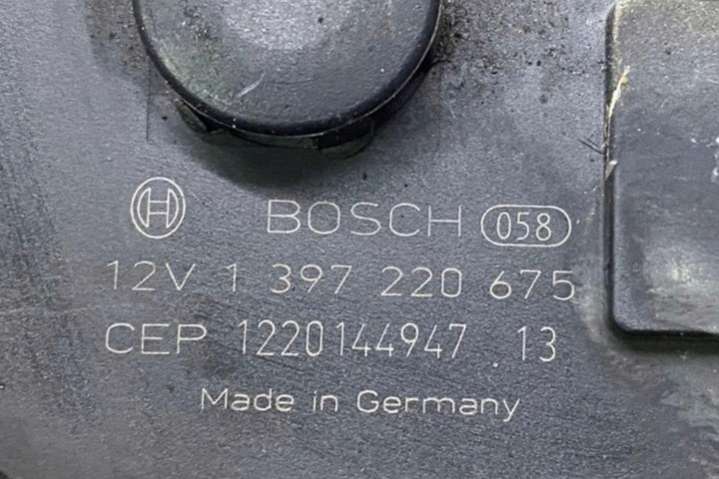 BOSCH 058
12V 1 397 220 675
CEP 1220144947 13
Made in Germany